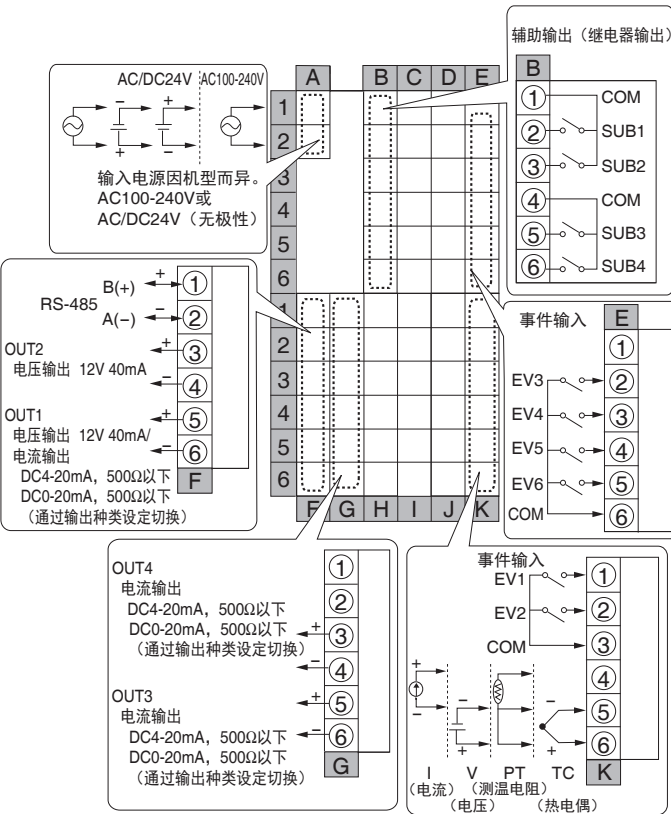 AC/DC24V AC100-240V
− + 
+ −
输入电源因机型而异。
AC100-240V或
AC/DC24V（无极性）
A B C D E
1
2
3
4
5
6
1
2
3
4
5
6
F G H I J K
辅助输出（继电器输出）
B
① COM
② SUB1
③ SUB2
④ COM
⑤ SUB3
⑥ SUB4
RS-485
B(+) + ①
A(−) − ②
OUT2 + ③
电压输出 12V 40mA
− ④
OUT1 + ⑤
电压输出 12V 40mA/
电流输出 − ⑥
DC4-20mA，500Ω以下
DC0-20mA，500Ω以下
（通过输出种类设定切换）
F
事件输入 E
①
EV3 ②
EV4 ③
EV5 ④
EV6 ⑤
COM ⑥
OUT4 ①
电流输出 ②
DC4-20mA，500Ω以下
DC0-20mA，500Ω以下 + ③
（通过输出种类设定切换）
− ④
OUT3 + ⑤
电流输出
DC4-20mA，500Ω以下 − ⑥
DC0-20mA，500Ω以下
（通过输出种类设定切换）
G
事件输入
EV1 ①
EV2 ②
COM ③
④
⑤
⑥
+ − − + − +
I V PT TC K
（电流） （测温电阻）
（电压） （热电偶）